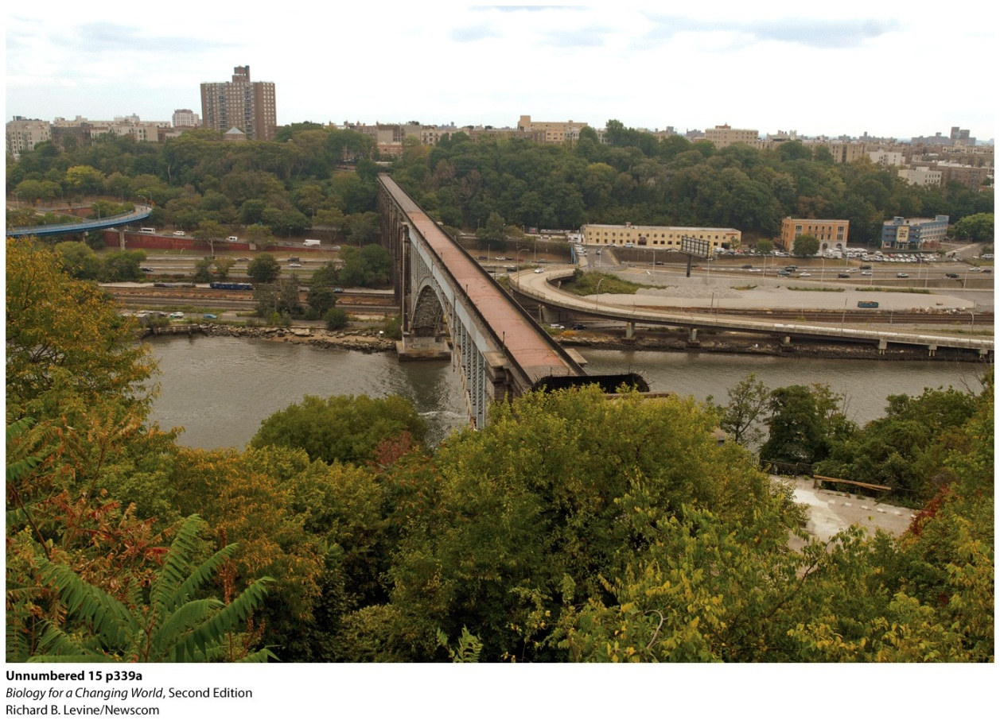 Unnumbered 15 p339a
Biology for a Changing World, Second Edition
Richard B. Levine/Newscom